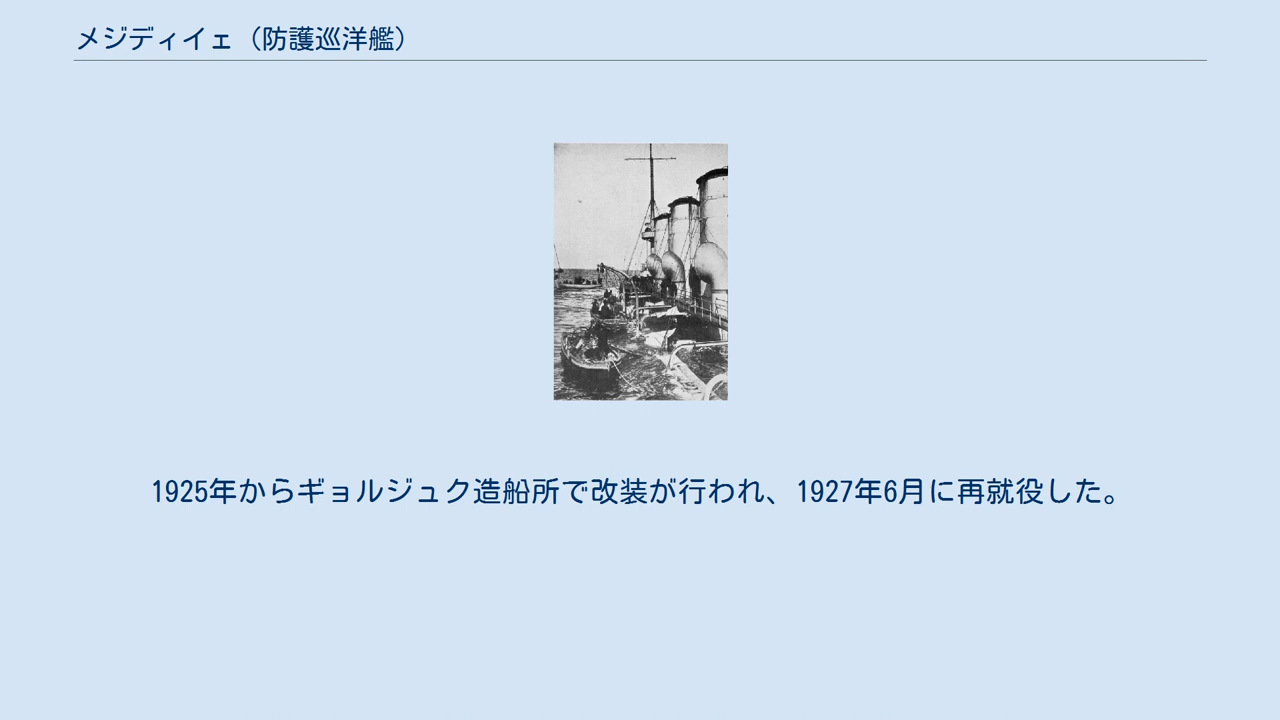 メジディイェ（防護巡洋艦）
1925年からギョルジュク造船所で改装が行われ、1927年6月に再就役した。